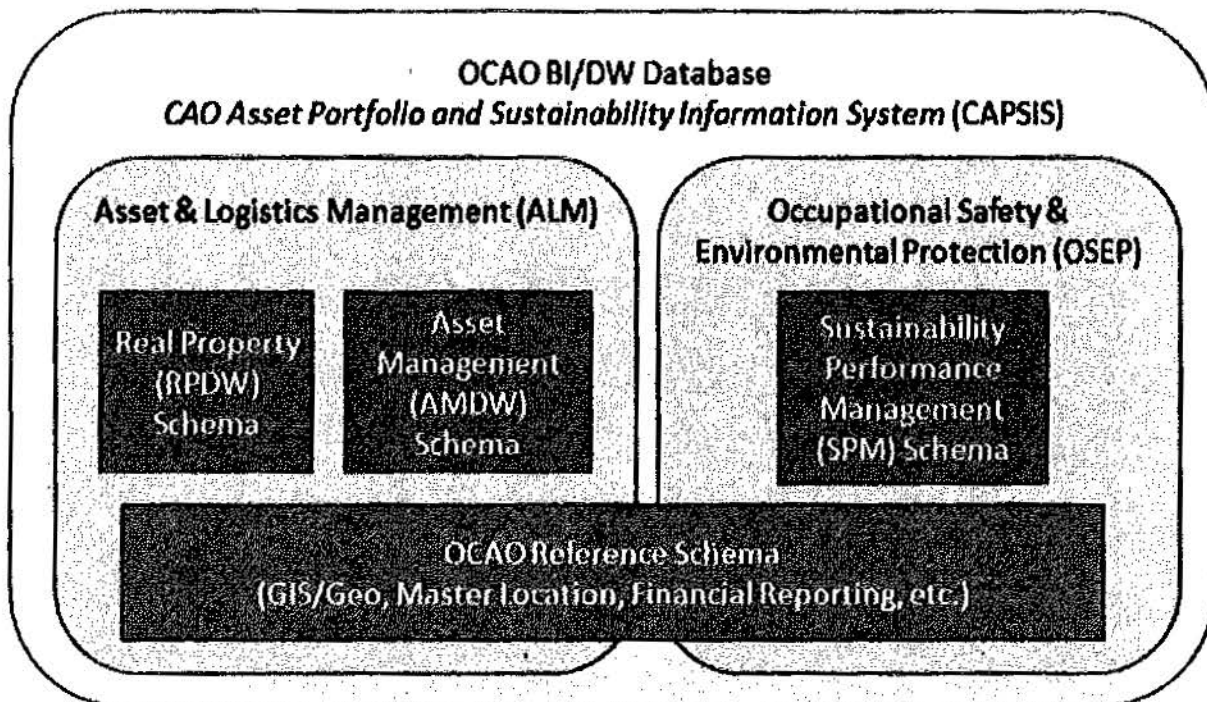 OCAO BI/DW Database
CAO Asset Portfolio and Sustainability Information System (CAPSIS)
Asset & Logistics Management (ALM)
Occupational Safety &
Environmental Protection (OSEP)
Real Property
(RPDW)
Schema
Asset
Management
(AMDW)
Schema
Sustainability
Performance
Management
(SPM) Schema
OCAO Reference Schema
(GIS/Geo, Master Location, Financial Reporting, etc.)